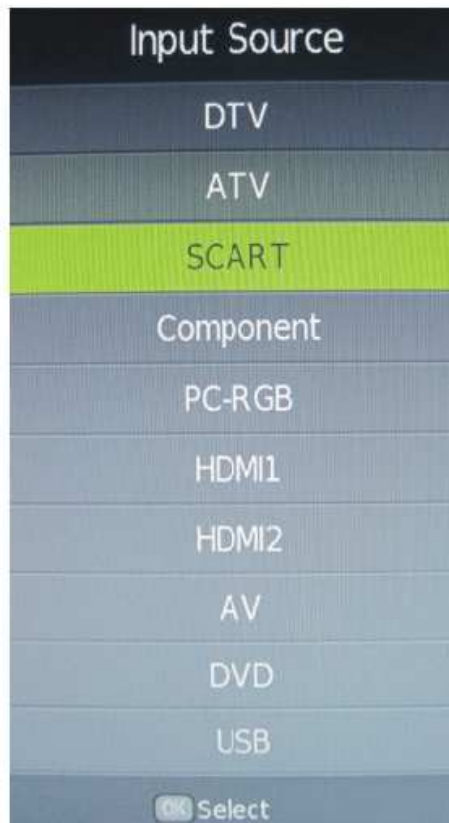 Input Source
DTV
ATV
SCART
Component
PC-RGB
HDMI1
HDMI2
AV
DVD
USB
OK Select